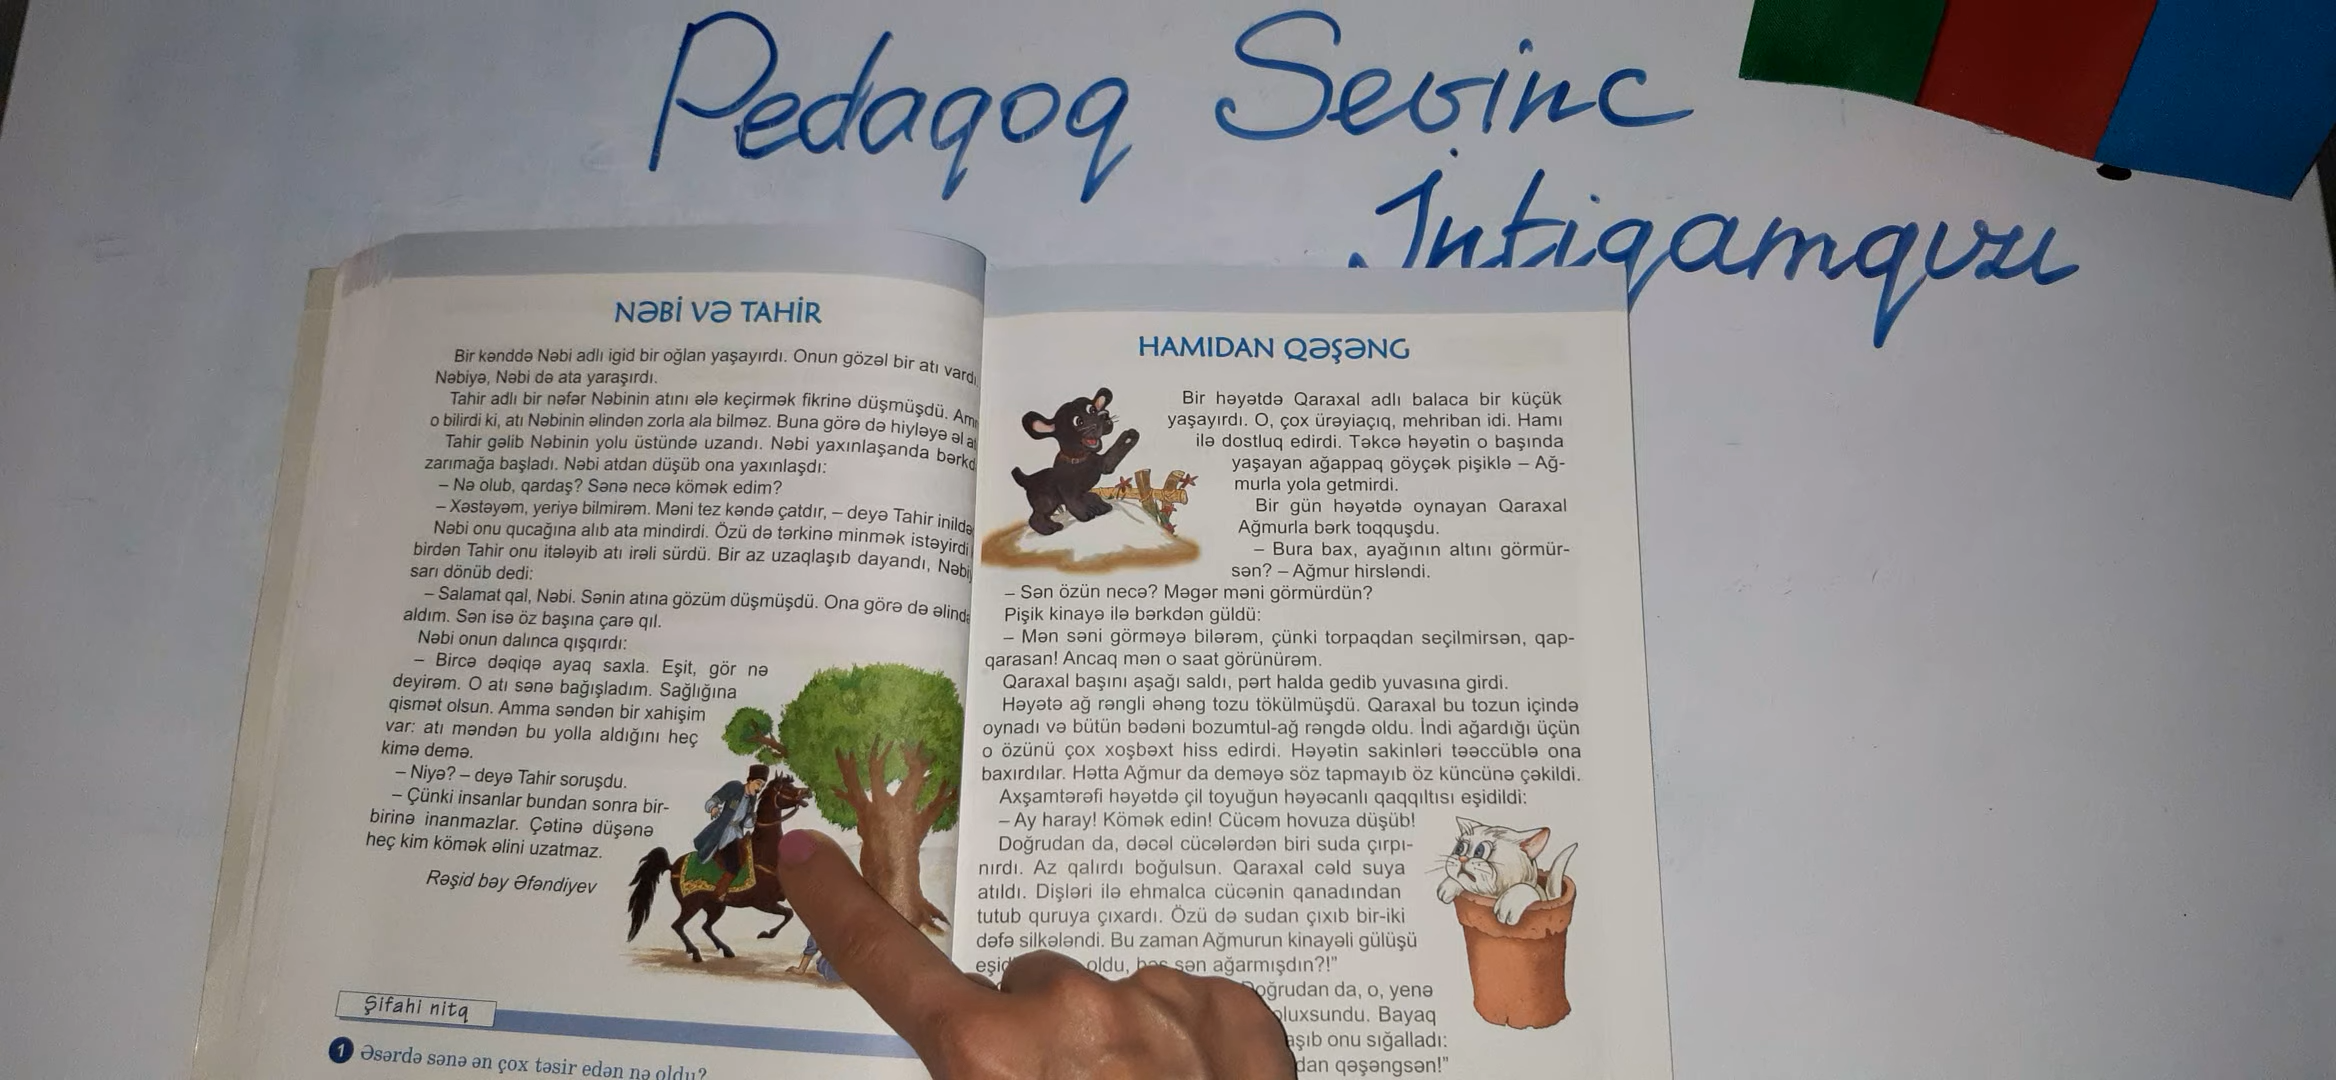 Pedaqoq Sevinc
İntiqamqızı
NƏBİ VƏ TAHİR
Bir kənddə Nəbi adlı igid bir oğlan yaşayırdı. Onun gözəl bir atı vardı.
Nəbiyə, Nəbi də ata yaraşırdı.
Tahir adlı bir nəfər Nəbinin atını ələ keçirmək fikrinə düşmüşdü.
o bilirdi ki, atı Nəbinin əlindən zorla ala bilməz. Buna görə də hiyləyə əl
Tahir gəlib Nəbinin yolu üstündə uzandı. Nəbi yaxınlaşanda
zarımağa başladı. Nəbi atdan düşüb ona yaxınlaşdı:
– Nə olub, qardaş? Sənə necə kömək edim?
– Xəstəyəm, yeriyə bilmirəm. Məni tez kəndə çatdır, – deyə Tahir
Nəbi onu qucağına alıb ata mindirdi. Özü də tərkinə minmək istəyirdi
birdən Tahir onu itələyib atı irəli sürdü. Bir az uzaqlaşıb dayandı,
sarı dönüb dedi:
– Salamat qal, Nəbi. Sənin atına gözüm düşmüşdü. Ona görə də
aldım. Sən isə öz başına çarə qıl.
Nəbi onun dalınca qışqırdı:
– Bircə dəqiqə ayaq saxla. Eşit, gör nə
deyirəm. O atı sənə bağışladım. Sağlığına
qismət olsun. Amma səndən bir xahişim
var: atı məndən bu yolla aldığını heç
kimə demə.
– Niyə? – deyə Tahir soruşdu.
– Çünki insanlar bundan sonra bir-
birinə inanmazlar. Çətinə düşənə
heç kim kömək əlini uzatmaz.
Rəşid bəy Əfəndiyev
Şifahi nitq
1 Əsərdə sənə ən çox təsir edən nə oldu?
HAMIDAN QƏŞƏNG
Bir həyətdə Qaraxal adlı balaca bir küçük
yaşayırdı. O, çox ürəyiaçıq, mehriban idi. Hamı
ilə dostluq edirdi. Təkcə həyətin o başında
yaşayan ağappaq göyçək pişiklə – Ağ-
murla yola getmirdi.
Bir gün həyətdə oynayan Qaraxal
Ağmurla bərk toqquşdu.
– Bura bax, ayağının altını görmür-
sən? – Ağmur hirsləndi.
– Sən özün necə? Məgər məni görmürdün?
Pişik kinayə ilə bərkdən güldü:
– Mən səni görməyə bilərəm, çünki torpaqdan seçilmirsən, qap-
qarasan! Ancaq mən o saat görünürəm.
Qaraxal başını aşağı saldı, pərt halda gedib yuvasına girdi.
Həyətə ağ rəngli əhəng tozu tökülmüşdü. Qaraxal bu tozun içində
oynadı və bütün bədəni bozumtul-ağ rəngdə oldu. İndi ağardığı üçün
o özünü çox xoşbəxt hiss edirdi. Həyətin sakinləri təəccüblə ona
baxırdılar. Hətta Ağmur da deməyə söz tapmayıb öz küncünə çəkildi.
Axşamtərəfi həyətdə çil toyuğun həyəcanlı qaqqıltısı eşidildi:
– Ay haray! Kömək edin! Cücəm hovuza düşüb!
Doğrudan da, dəcəl cücələrdən biri suda çırpı-
nırdı. Az qalırdı boğulsun. Qaraxal cəld suya
atıldı. Dişləri ilə ehmalca cücənin qanadından
tutub quruya çıxardı. Özü də sudan çıxıb bir-iki
dəfə silkələndi. Bu zaman Ağmurun kinayəli gülüşü
oldu, bəs sən ağarmışdın?!"
Doğrudan da, o, yenə
Bayaq
onu sığalladı:
qəşəngsən!"